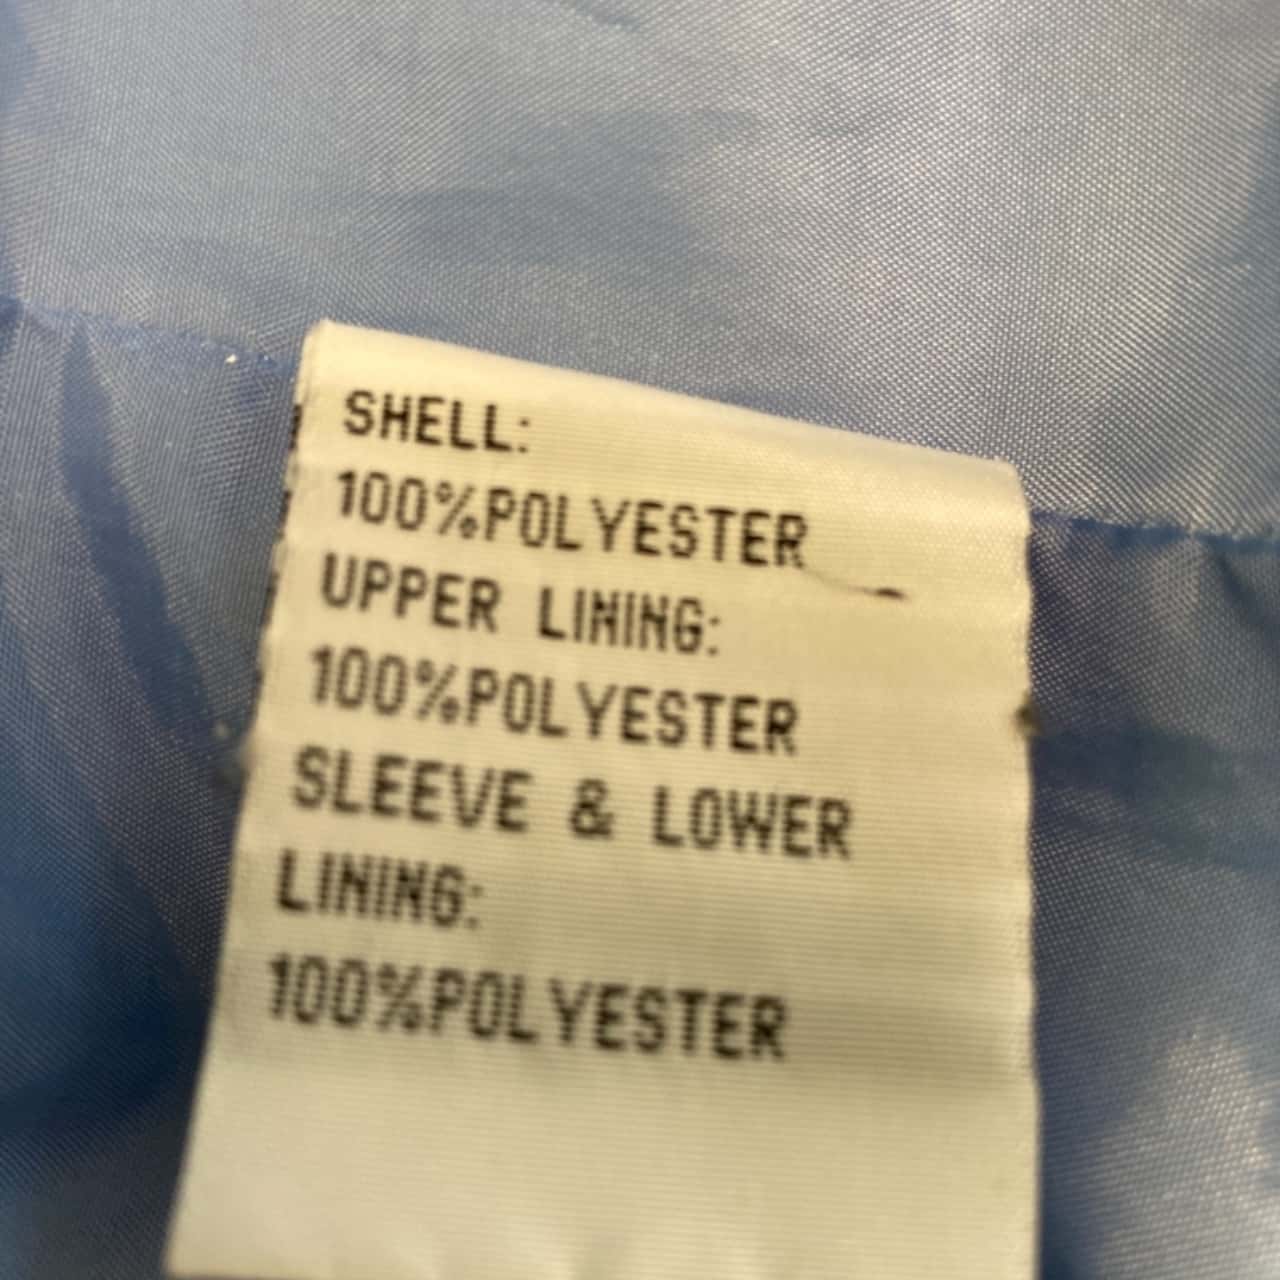 SHELL:
100%POLYESTER
UPPER LINING:
100%POLYESTER
SLEEVE & LOWER
LINING:
100%POLYESTER